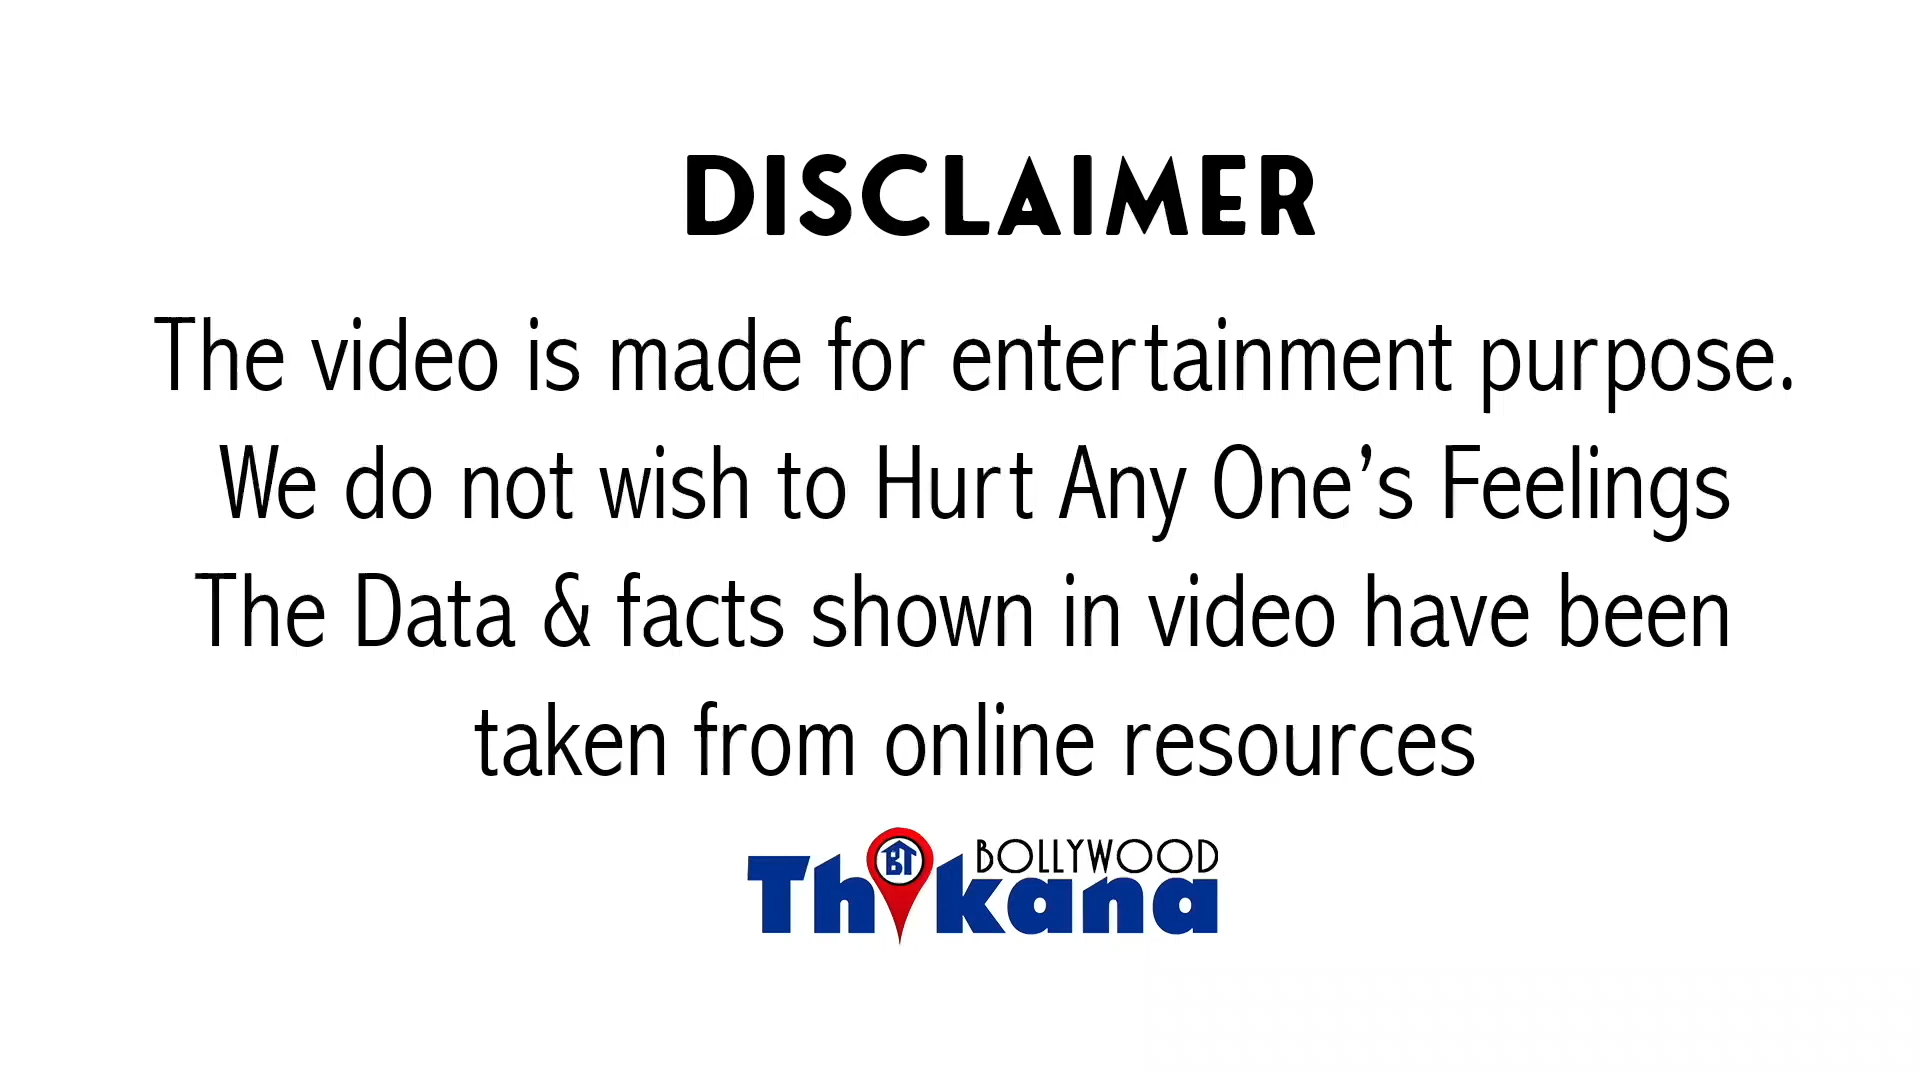 DISCLAIMER
The video is made for entertainment purpose.
We do not wish to Hurt Any One’s Feelings
The Data & facts shown in video have been
taken from online resources
BT
BOLLYWOOD
Thikana